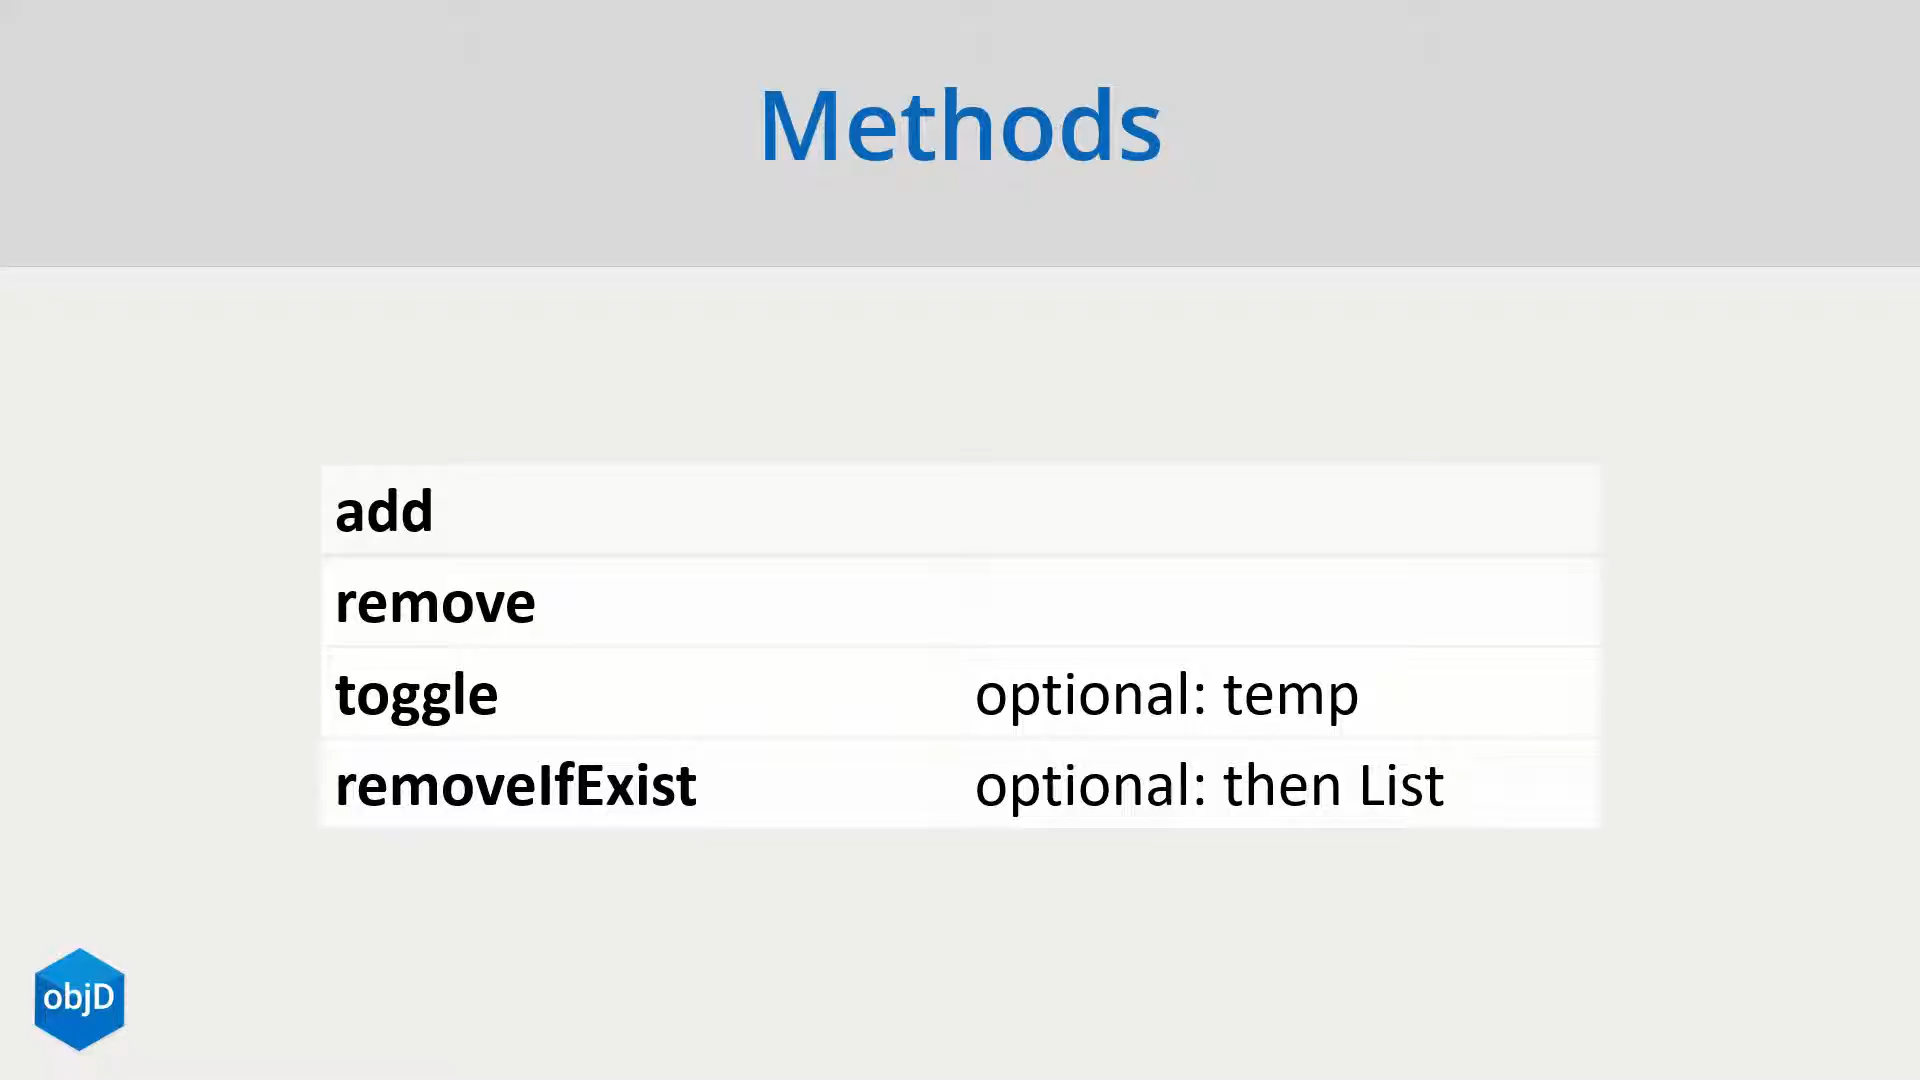 Methods
add
remove
toggle optional: temp
removeIfExist optional: then List
objD